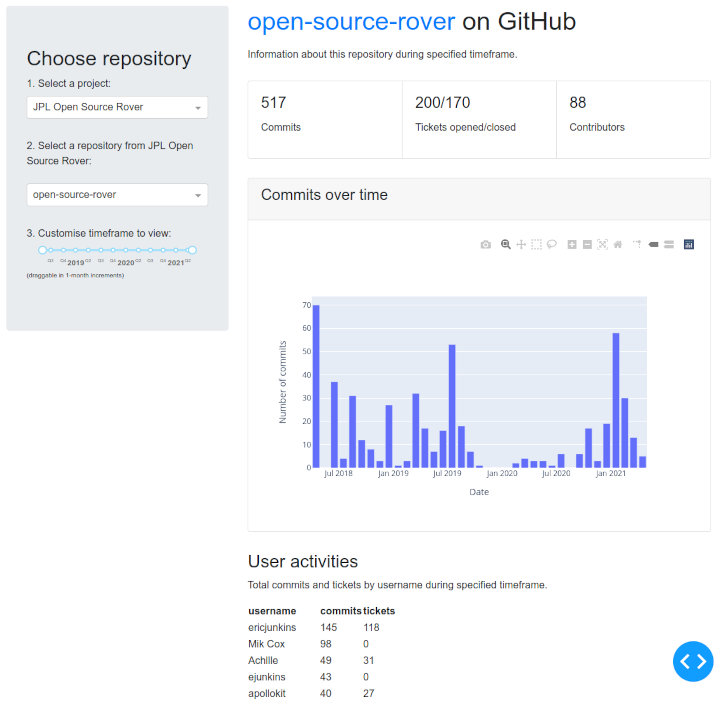 Choose repository
1. Select a project:
JPL Open Source Rover
2. Select a repository from JPL Open
Source Rover:
open-source-rover
3. Customise timeframe to view:
Q3 Q4 2019 Q2 Q3 Q4 2020 Q2 Q3 Q4 2021 Q2
(draggable in 1-month increments)
open-source-rover on GitHub
Information about this repository during specified timeframe.
517 200/170 88
Commits Tickets opened/closed Contributors
Commits over time
70
60
50
40
30
20
10
0
Number of commits
Jul 2018 Jan 2019 Jul 2019 Jan 2020 Jul 2020 Jan 2021
Date
User activities
Total commits and tickets by username during specified timeframe.
username commits tickets
ericjunkins 145 118
Mik Cox 98 0
Achllle 49 31
ejunkins 43 0
apollokit 40 27